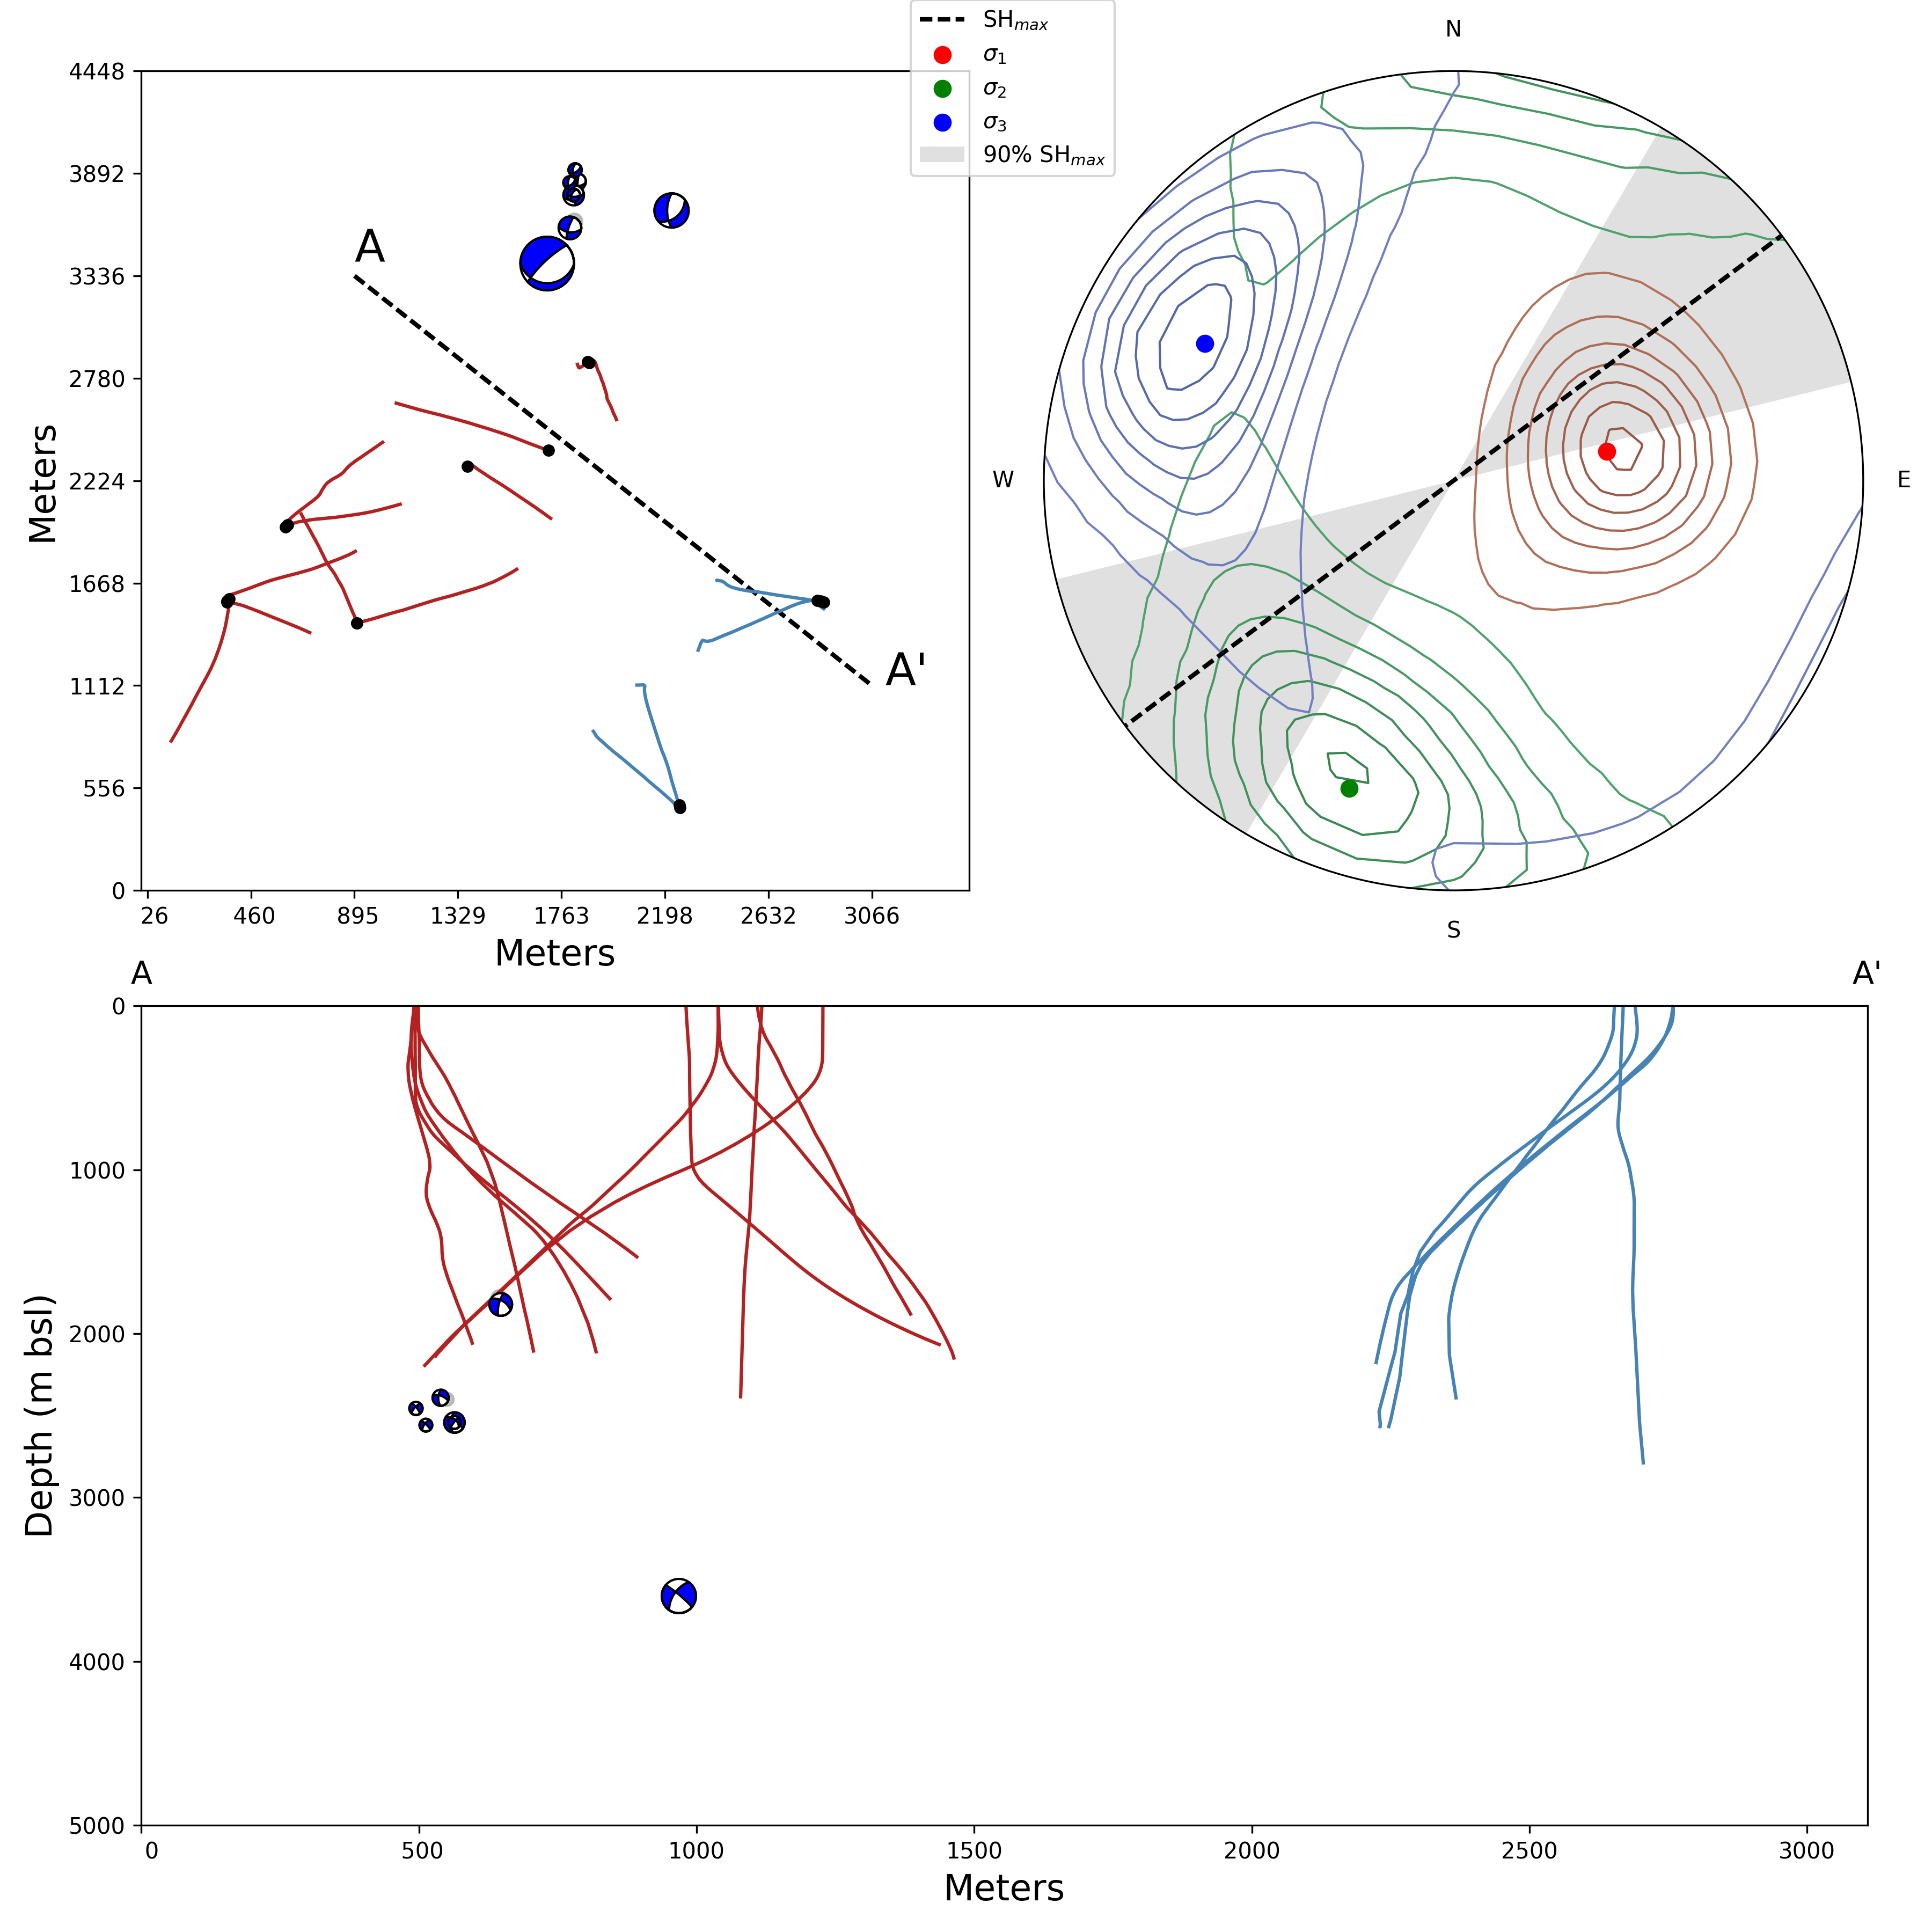 SHmax
σ1
σ2
σ3
90% SHmax
N
W
E
S
4448
3892
3336
2780
2224
1668
1112
556
0
Meters
A
A'
26 460 895 1329 1763 2198 2632 3066
Meters
A A'
0
1000
2000
3000
4000
5000
Depth (m bsl)
0 500 1000 1500 2000 2500 3000
Meters